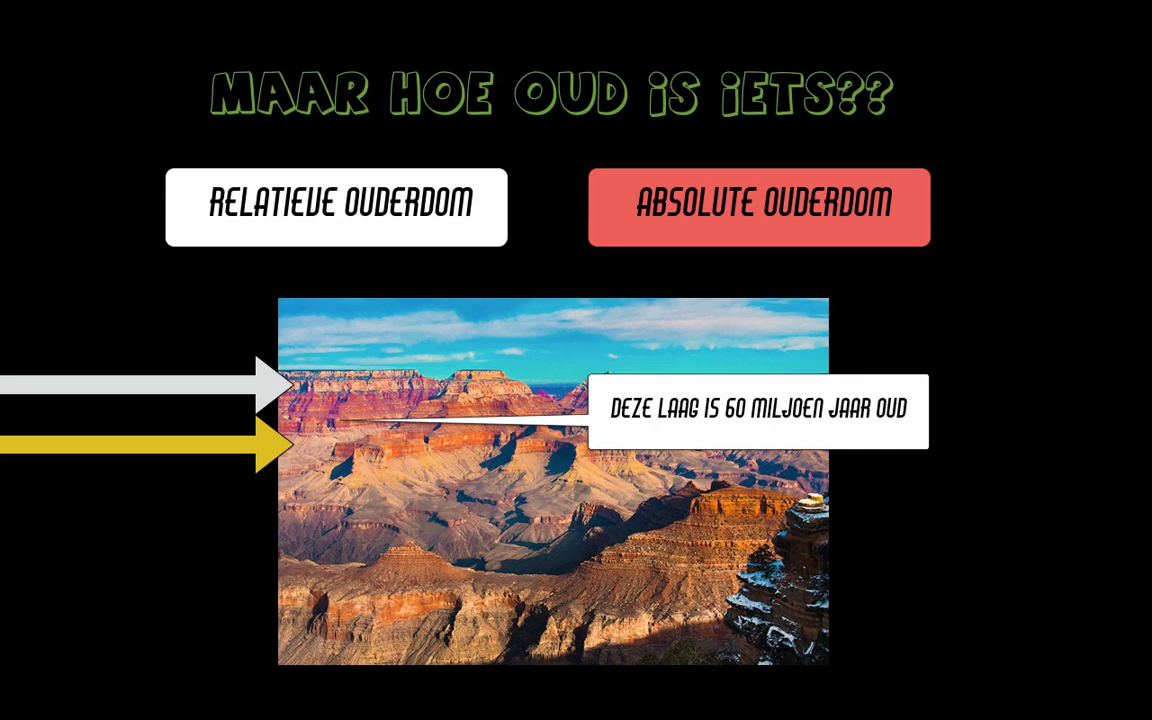 MAAR HOE OUD IS IETS??
RELATIEVE OUDERDOM
ABSOLUTE OUDERDOM
DEZE LAAG IS 60 MILJOEN JAAR OUD